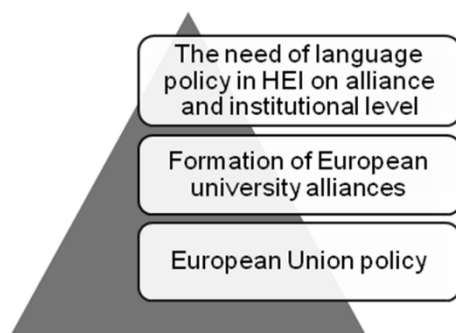 The need of language
policy in HEI on alliance
and institutional level
Formation of European
university alliances
European Union policy